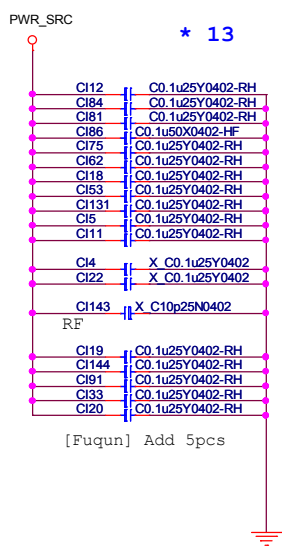 PWR_SRC
* 13
CI12 C0.1u25Y0402-RH
CI84 C0.1u25Y0402-RH
CI81 C0.1u25Y0402-RH
CI86 C0.1u50X0402-HF
CI75 C0.1u25Y0402-RH
CI62 C0.1u25Y0402-RH
CI18 C0.1u25Y0402-RH
CI53 C0.1u25Y0402-RH
CI131 C0.1u25Y0402-RH
CI5 C0.1u25Y0402-RH
CI11 C0.1u25Y0402-RH
CI4 X_C0.1u25Y0402
CI22 X_C0.1u25Y0402
CI143 X_C10p25N0402
RF
CI19 C0.1u25Y0402-RH
CI144 C0.1u25Y0402-RH
CI91 C0.1u25Y0402-RH
CI33 C0.1u25Y0402-RH
CI20 C0.1u25Y0402-RH
[Fuqun] Add 5pcs